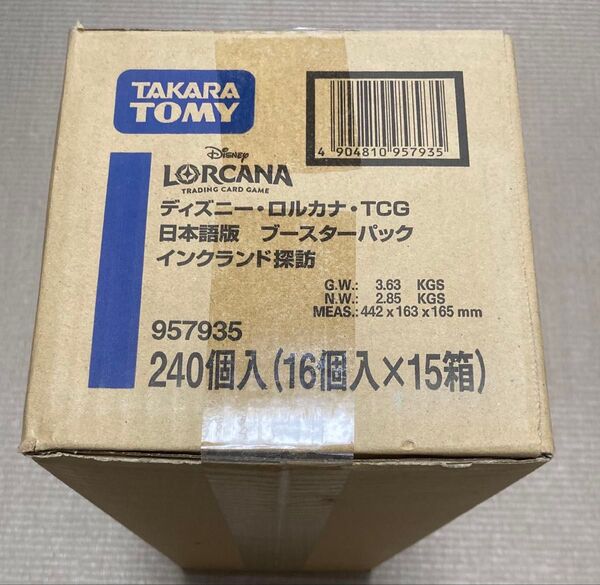 TAKARA
TOMY
4 904810 957935
Disney
LORCANA
TRADING CARD GAME
ディズニー・ロルカナ・TCG
日本語版 ブースターパック
インクランド探訪
G.W.: 3.63 KGS
N.W.: 2.85 KGS
MEAS.: 442 x 163 x 165 mm
957935
240個入(16個入×15箱)